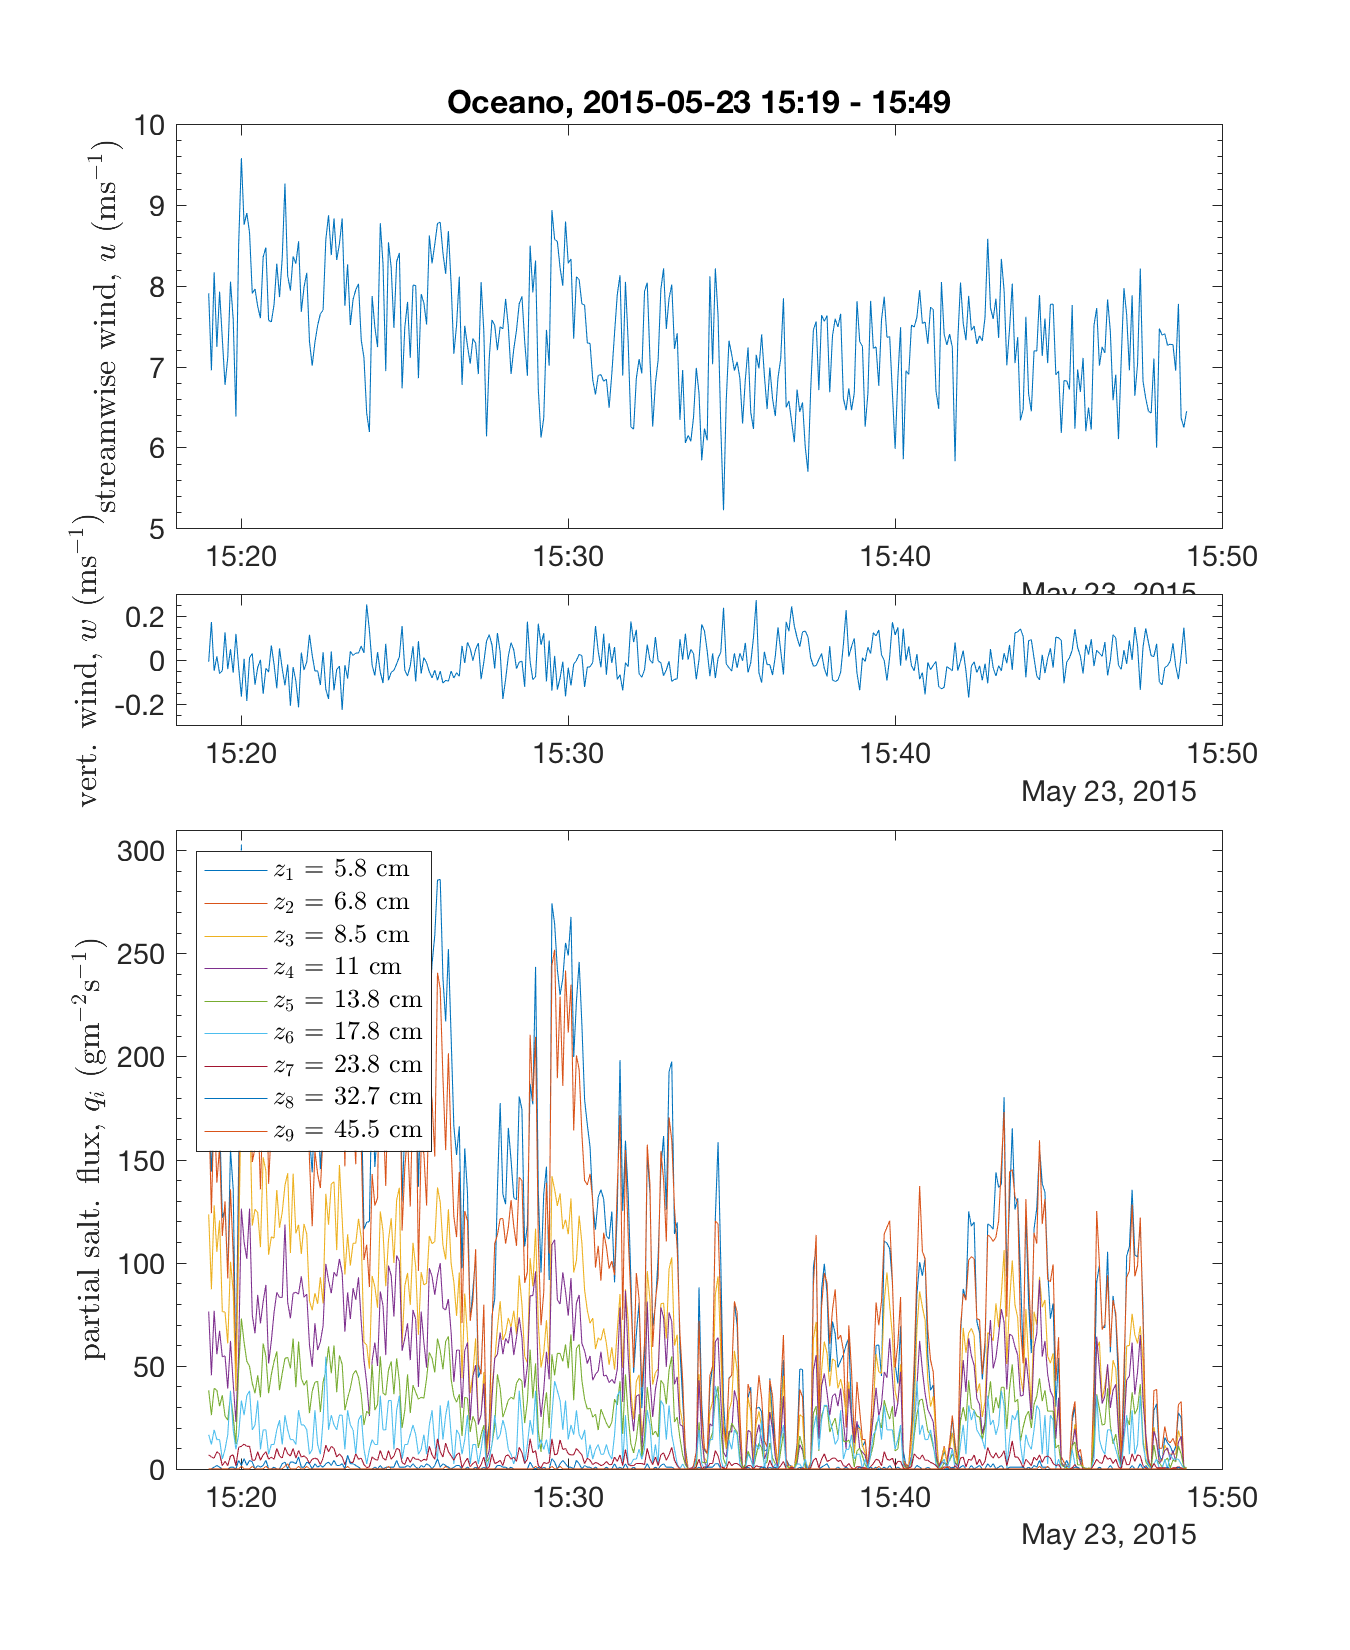 Oceano, 2015-05-23 15:19 - 15:49
streamwise wind, u (ms⁻¹)
10
9
8
7
6
5
15:20 15:30 15:40 15:50
May 23, 2015
vert. wind, w (ms⁻¹)
0.2
0
-0.2
15:20 15:30 15:40 15:50
May 23, 2015
partial salt. flux, qᵢ (gm⁻²s⁻¹)
300
250
200
150
100
50
0
z₁ = 5.8 cm
z₂ = 6.8 cm
z₃ = 8.5 cm
z₄ = 11 cm
z₅ = 13.8 cm
z₆ = 17.8 cm
z₇ = 23.8 cm
z₈ = 32.7 cm
z₉ = 45.5 cm
15:20 15:30 15:40 15:50
May 23, 2015